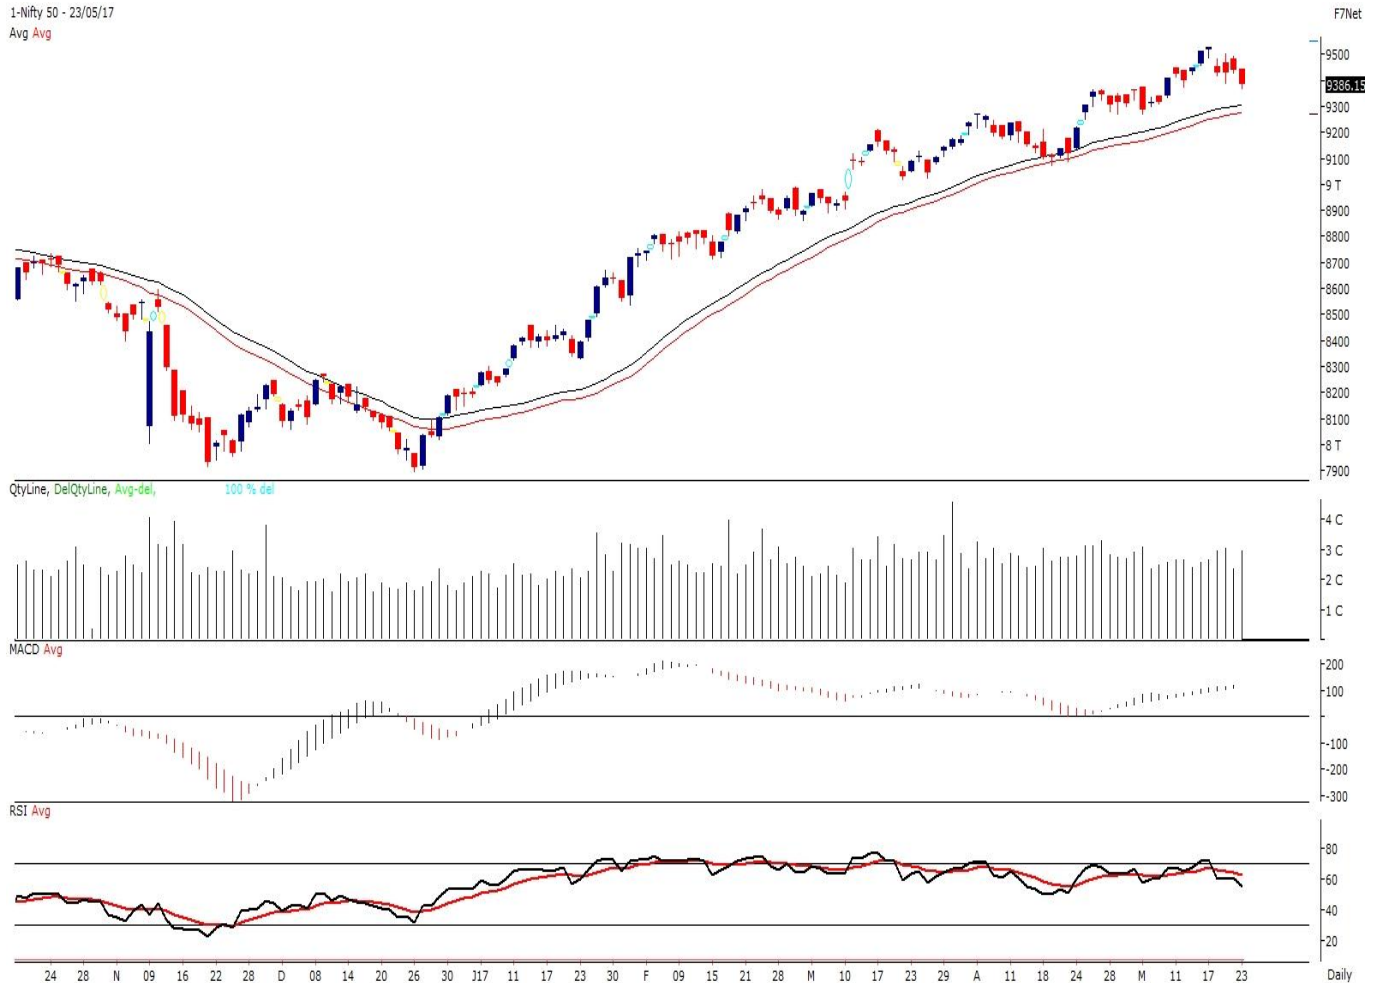 1-Nifty 50 - 23/05/17
F7Net
Avg Avg
9500
9386.15
9300
9200
9100
9 T
8900
8800
8700
8600
8500
8400
8300
8200
8100
8 T
7900
QtyLine, DelQtyLine, Avg-del, 100 % del
4 C
3 C
2 C
1 C
MACD Avg
200
100
-100
-200
-300
RSI Avg
80
60
40
20
24 28 N 09 16 22 28 D 08 14 20 26 30 J17 11 17 23 30 F 09 15 21 28 M 10 17 23 29 A 11 18 24 28 M 11 17 23 Daily